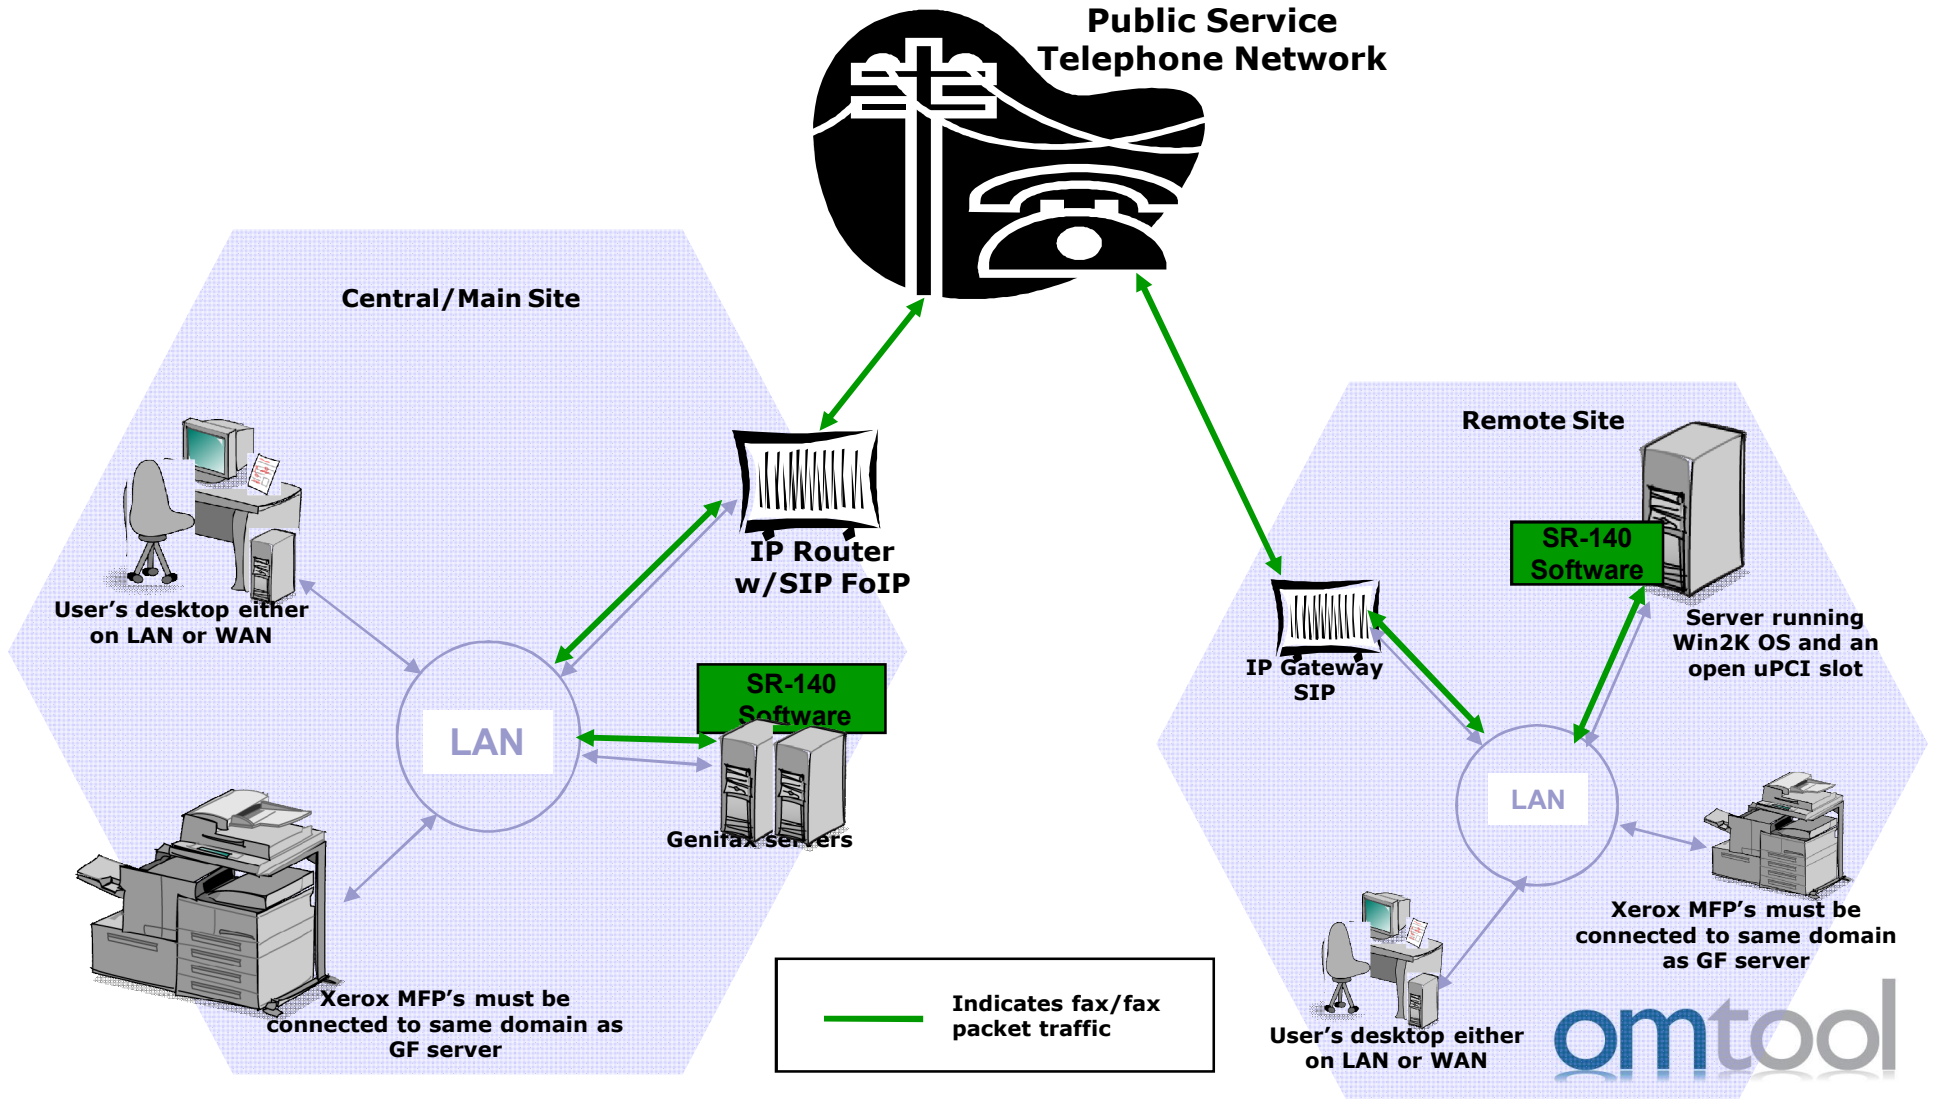 Public Service
Telephone Network
Central/Main Site
Remote Site
SR-140
Software
IP Router
w/SIP FoIP
User's desktop either
on LAN or WAN
Server running
Win2K OS and an
open uPCI slot
IP Gateway
SIP
SR-140
Software
LAN
LAN
Genifax servers
Xerox MFP's must be
connected to same domain
as GF server
Xerox MFP's must be
connected to same domain as
GF server
Indicates fax/fax
packet traffic
User's desktop either
on LAN or WAN
omtool